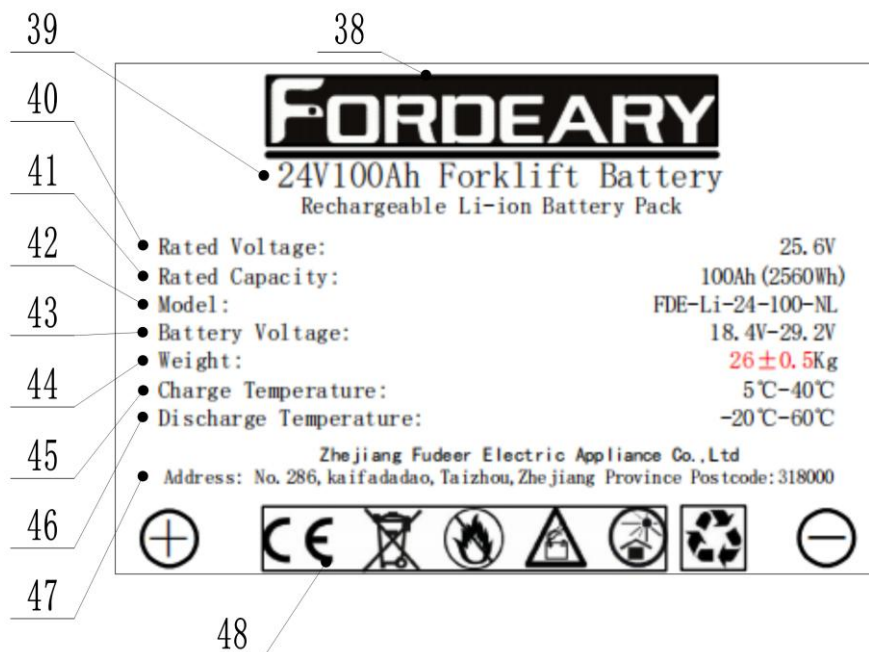 39
38
40
41
42
43
44
45
46
47
48
FORDEARY
24V100Ah Forklift Battery
Rechargeable Li-ion Battery Pack
Rated Voltage: 25.6V
Rated Capacity: 100Ah(2560Wh)
Model: FDE-Li-24-100-NL
Battery Voltage: 18.4V-29.2V
Weight: 26±0.5Kg
Charge Temperature: 5℃-40℃
Discharge Temperature: -20℃-60℃
Zhejiang Fudeer Electric Appliance Co.,Ltd
Address: No.286,kaifadadao,Taizhou,Zhejiang Province Postcode:318000
CE